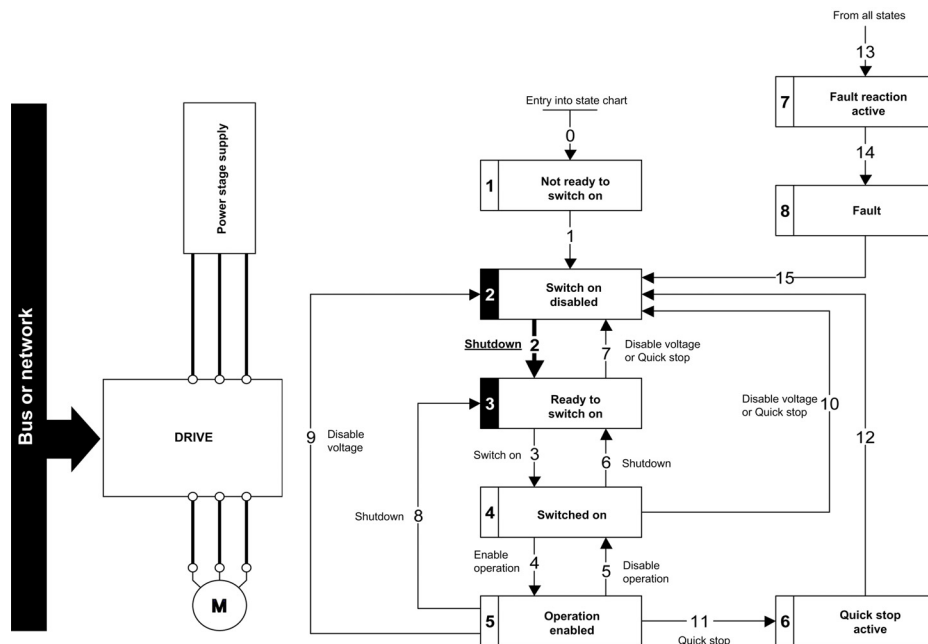 Bus or network
Power stage supply
DRIVE
M
From all states
13
7
Fault reaction
active
14
8
Fault
15
Entry into state chart
0
1
Not ready to
switch on
1
2
Switch on
disabled
Shutdown 2
7
Disable voltage
or Quick stop
3
Ready to
switch on
Switch on 3
6 Shutdown
4
Switched on
Enable
operation
4
5
Disable
operation
5
Operation
enabled
11
Quick stop
6
Quick stop
active
9
Disable
voltage
Shutdown 8
Disable voltage
or Quick stop
10
12